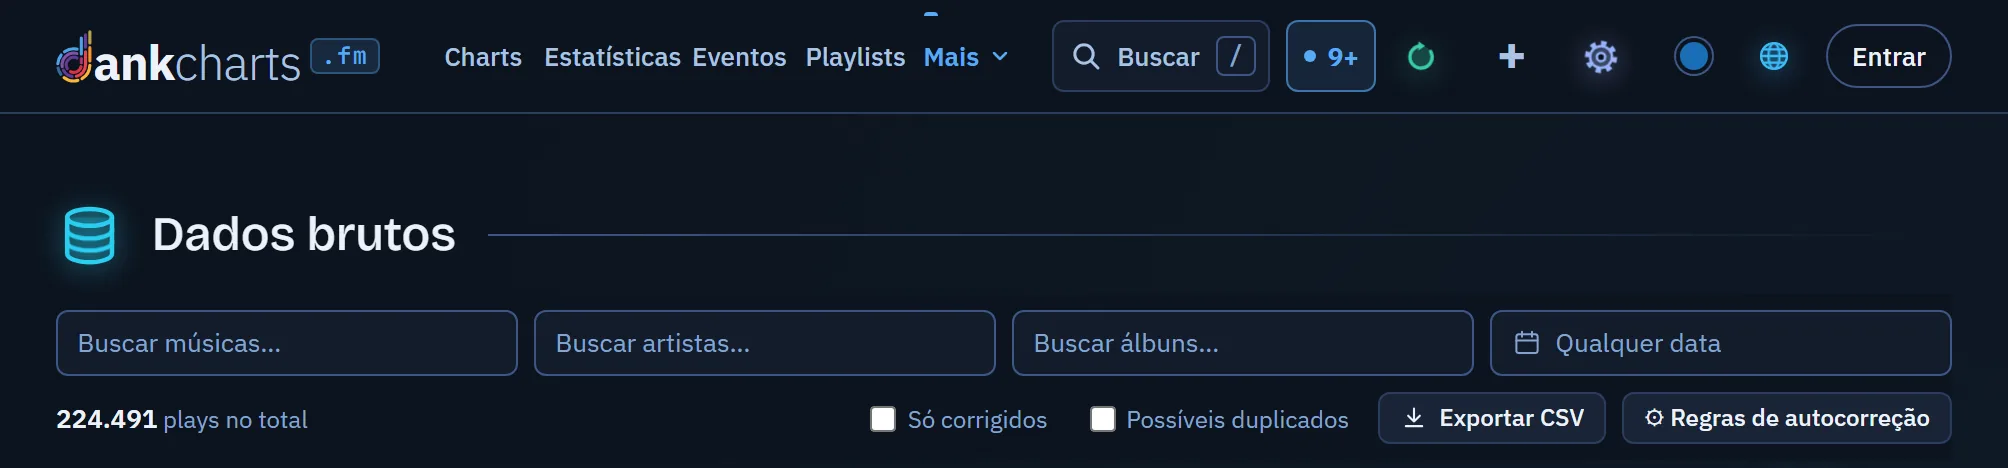 dankcharts .fm Charts Estatísticas Eventos Playlists Mais Buscar / 9+ Entrar
Dados brutos
Buscar músicas... Buscar artistas... Buscar álbuns... Qualquer data
224.491 plays no total Só corrigidos Possíveis duplicados Exportar CSV Regras de autocorreção